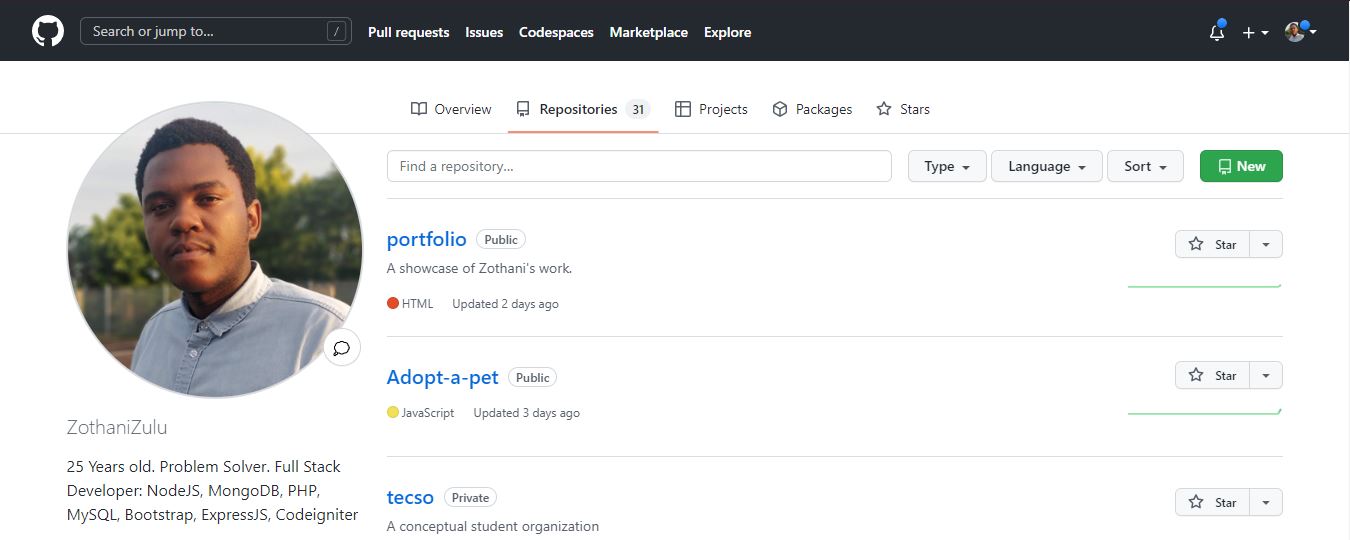 Search or jump to... /
Pull requests Issues Codespaces Marketplace Explore
Overview Repositories 31 Projects Packages Stars
Find a repository... Type Language Sort New
portfolio Public Star
A showcase of Zothani's work.
HTML Updated 2 days ago
Adopt-a-pet Public Star
JavaScript Updated 3 days ago
tecso Private Star
A conceptual student organization
ZothaniZulu
25 Years old. Problem Solver. Full Stack
Developer: NodeJS, MongoDB, PHP,
MySQL, Bootstrap, ExpressJS, Codeigniter